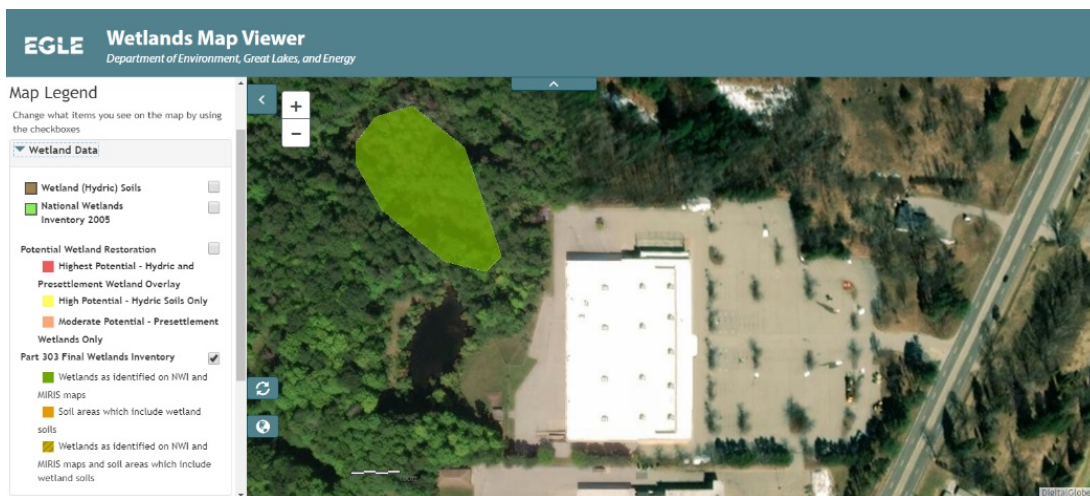 EGLE
Wetlands Map Viewer
Department of Environment, Great Lakes, and Energy
Map Legend
Change what items you see on the map by using
the checkboxes
Wetland Data
Wetland (Hydric) Soils
National Wetlands
Inventory 2005
Potential Wetland Restoration
Highest Potential - Hydric and
Presettlement Wetland Overlay
High Potential - Hydric Soils Only
Moderate Potential - Presettlement
Wetlands Only
Part 303 Final Wetlands Inventory
Wetlands as identified on NWI and
MIRIS maps
Soil areas which include wetland
soils
Wetlands as identified on NWI and
MIRIS maps and soil areas which include
wetland soils
+
−
DigitalGlobe